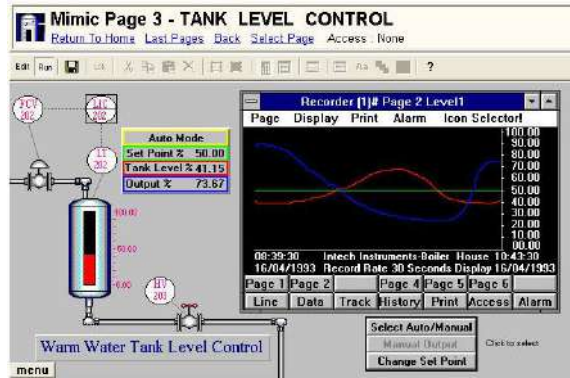 Mimic Page 3 - TANK LEVEL CONTROL
Return To Home Last Pages Back Select Page Access : None
Edit Run ?
FCV
202
LIC
202
LT
202
Auto Mode
Set Point % 50.00
Tank Level % 41.15
Output % 73.67
100.00
50.00
0.00
HV
203
Warm Water Tank Level Control
menu
Recorder [1]# Page 2 Level1
Page Display Print Alarm Icon Selector!
100.00
90.00
80.00
70.00
60.00
50.00
40.00
30.00
20.00
10.00
00.00
08:39:30 Intech Instruments-Boiler House 10:43:30
16/04/1993 Record Rate 30 Seconds Display 16/04/1993
Page 1 Page 2 Page 4 Page 5 Page 6
Line Data Track History Print Access Alarm
Select Auto/Manual
Manual Output
Change Set Point
Click to select